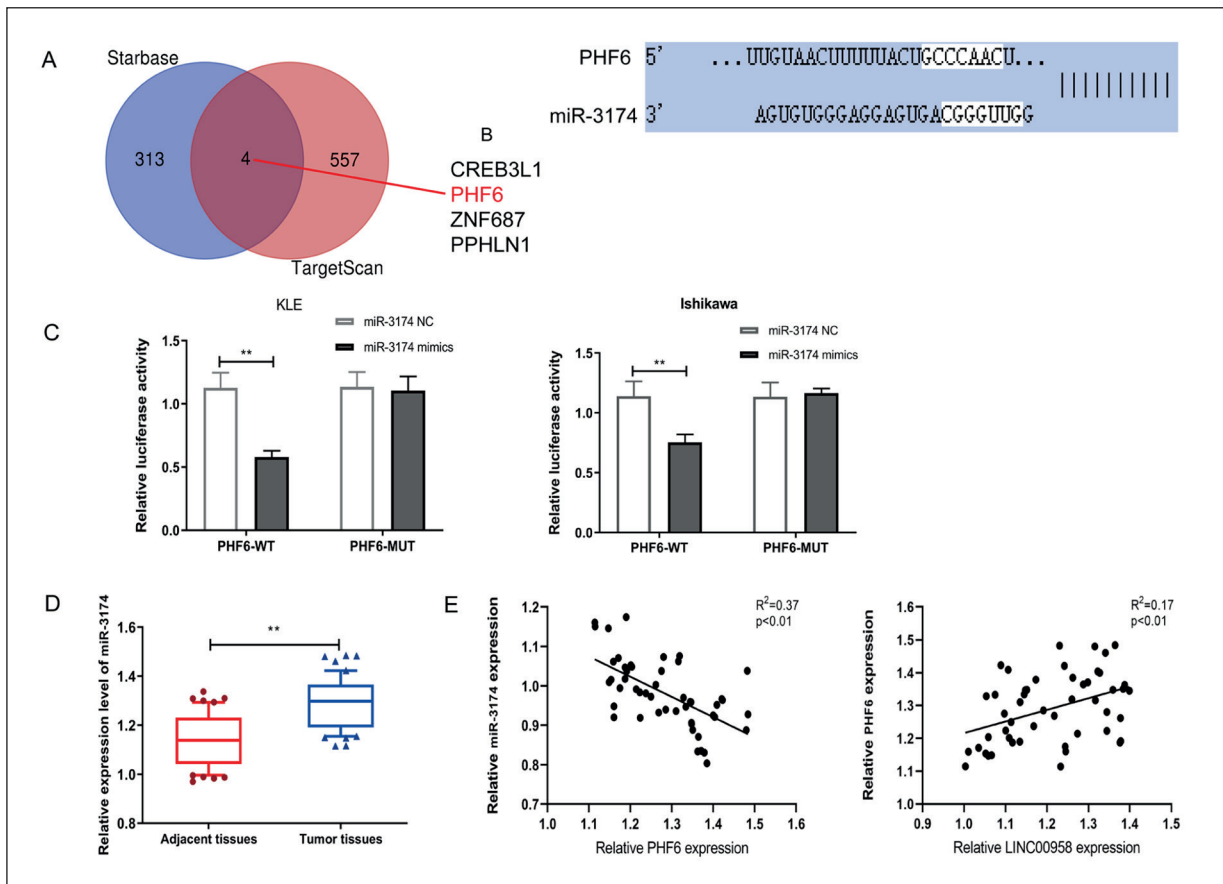 A
Starbase
313
4
557
TargetScan
B
CREB3L1
PHF6
ZNF687
PPHLN1
PHF6 5' ...UUGUAACUUUUUACUGCCCAACU...
||||||||||
miR-3174 3' AGUGUGGGAGGAGUGACGGGUUGG
C
KLE
miR-3174 NC
miR-3174 mimics
**
Relative luciferase activity
1.5
1.0
0.5
0.0
PHF6-WT PHF6-MUT
Ishikawa
miR-3174 NC
miR-3174 mimics
**
Relative luciferase activity
1.5
1.0
0.5
0.0
PHF6-WT PHF6-MUT
D
**
Relative expression level of miR-3174
1.6
1.4
1.2
1.0
0.8
Adjacent tissues Tumor tissues
E
R²=0.37
p<0.01
Relative miR-3174 expression
1.2
1.1
1.0
0.9
0.8
0.7
1.0 1.1 1.2 1.3 1.4 1.5 1.6
Relative PHF6 expression
R²=0.17
p<0.01
Relative PHF6 expression
1.6
1.5
1.4
1.3
1.2
1.1
1.0
0.9 1.0 1.1 1.2 1.3 1.4 1.5
Relative LINC00958 expression